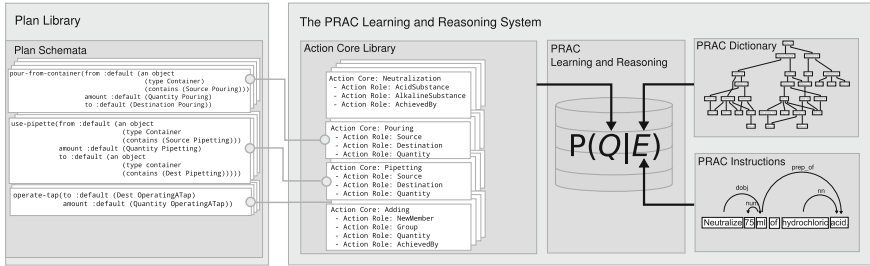 Plan Library
Plan Schemata
pour-from-container(from :default (an object
(type Container)
(contains (Source Pouring)))
amount :default (Quantity Pouring)
to :default (Destination Pouring))
use-pipette(from :default (an object
(type Container
(contains (Source Pipetting)))
amount :default (Quantity Pipetting)
to :default (an object
(type container
(contains (Dest Pipetting)))))
operate-tap(to :default (Dest OperatingATap)
amount :default (Quantity OperatingATap))
The PRAC Learning and Reasoning System
Action Core Library
Action Core: Neutralization
- Action Role: AcidSubstance
- Action Role: AlkalineSubstance
- Action Role: AchievedBy
Action Core: Pouring
- Action Role: Source
- Action Role: Destination
- Action Role: Quantity
Action Core: Pipetting
- Action Role: Source
- Action Role: Destination
- Action Role: Quantity
Action Core: Adding
- Action Role: NewMember
- Action Role: Group
- Action Role: Quantity
- Action Role: AchievedBy
PRAC
Learning and Reasoning
P(Q|E)
PRAC Dictionary
PRAC Instructions
prep_of
dobj
nn
num
Neutralize 75 ml of hydrochloric acid.